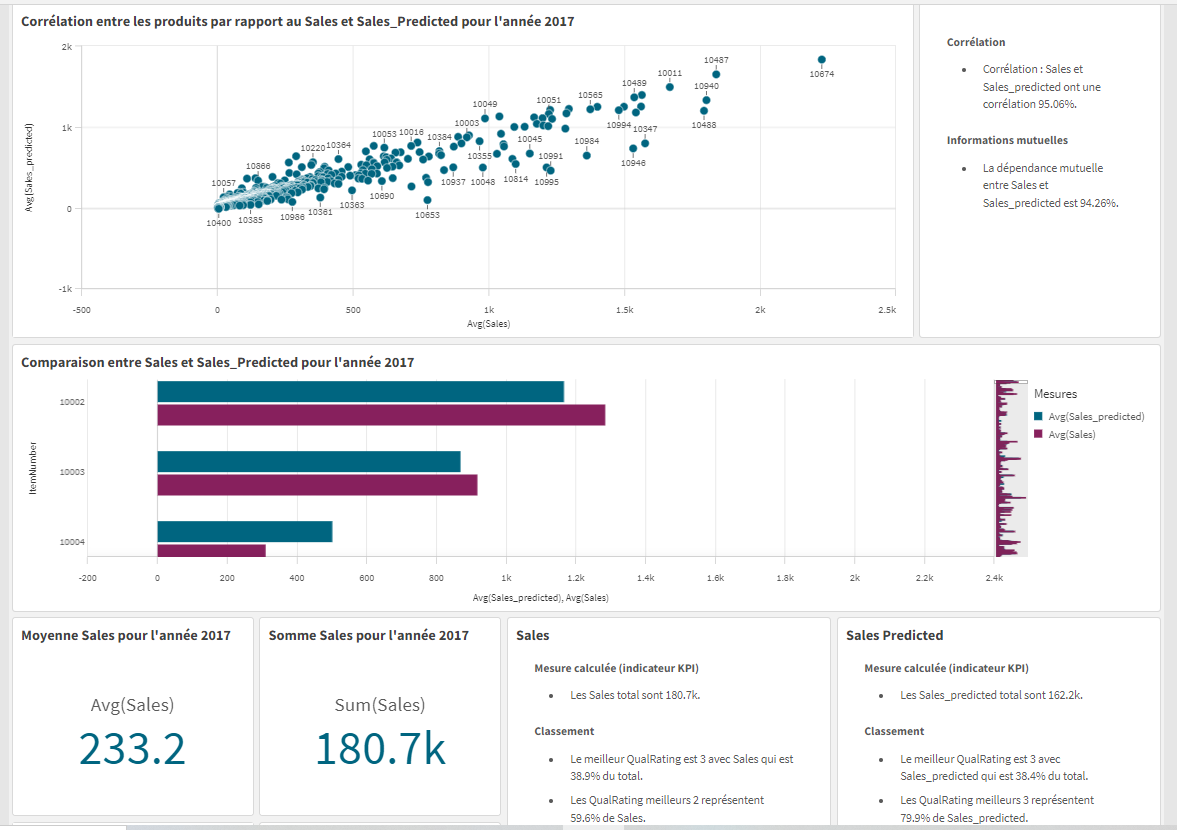 Corrélation entre les produits par rapport au Sales et Sales_Predicted pour l'année 2017
2k
1k
0
-1k
Avg(Sales_predicted)
10487
10674
10011
10489
10940
10565
10051
10049
10488
10994
10347
10003
10016
10053
10384
10364
10220
10045
10984
10946
10355
10991
10866
10057
10937
10048
10814
10995
10690
10363
10653
10361
10986
10385
10400
-500
0
500
1k
1.5k
2k
2.5k
Avg(Sales)
Corrélation
Corrélation : Sales et
Sales_predicted ont une
corrélation 95.06%.
Informations mutuelles
La dépendance mutuelle
entre Sales et
Sales_predicted est 94.26%.
Comparaison entre Sales et Sales_Predicted pour l'année 2017
ItemNumber
10002
10003
10004
-200
0
200
400
600
800
1k
1.2k
1.4k
1.6k
1.8k
2k
2.2k
2.4k
Avg(Sales_predicted), Avg(Sales)
Mesures
Avg(Sales_predicted)
Avg(Sales)
Moyenne Sales pour l'année 2017
Avg(Sales)
233.2
Somme Sales pour l'année 2017
Sum(Sales)
180.7k
Sales
Mesure calculée (indicateur KPI)
Les Sales total sont 180.7k.
Classement
Le meilleur QualRating est 3 avec Sales qui est
38.9% du total.
Les QualRating meilleurs 2 représentent
59.6% de Sales.
Sales Predicted
Mesure calculée (indicateur KPI)
Les Sales_predicted total sont 162.2k.
Classement
Le meilleur QualRating est 3 avec
Sales_predicted qui est 38.4% du total.
Les QualRating meilleurs 3 représentent
79.9% de Sales_predicted.